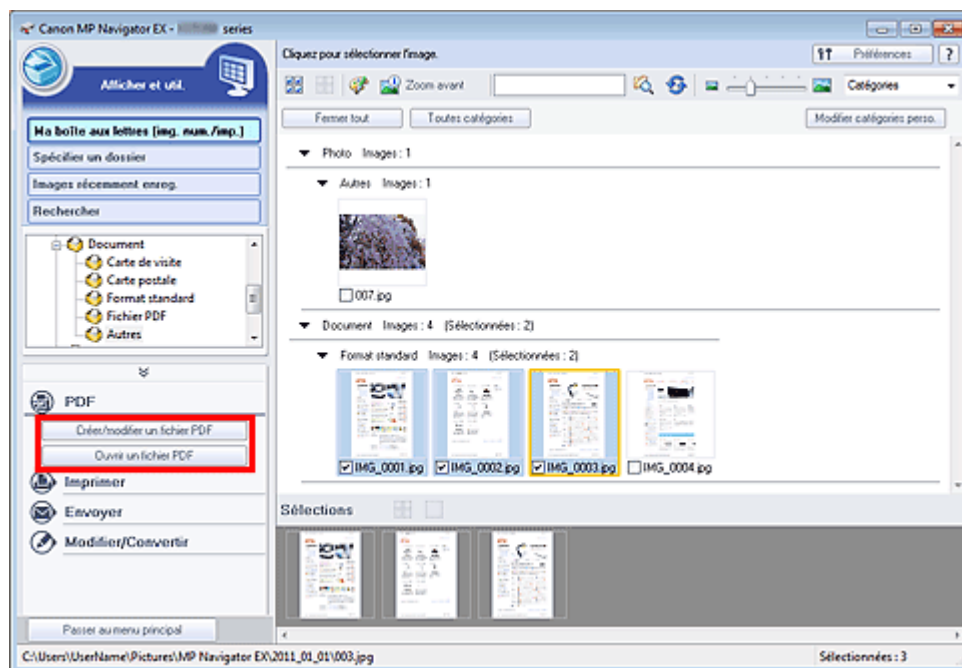 Canon MP Navigator EX - series
Afficher et util.
Ma boîte aux lettres [img. num./imp.]
Spécifier un dossier
Images récemment enreg.
Rechercher
Document
Carte de visite
Carte postale
Format standard
Fichier PDF
Autres
PDF
Créer/modifier un fichier PDF
Ouvrir un fichier PDF
Imprimer
Envoyer
Modifier/Convertir
Passer au menu principal
Cliquez pour sélectionner l'image.
Préférences
?
Zoom avant
Catégories
Fermer tout
Toutes catégories
Modifier catégories perso.
Photo Images : 1
Autres Images : 1
007.jpg
Document Images : 4 (Sélectionnées : 2)
Format standard Images : 4 (Sélectionnées : 2)
IMG_0001.jpg
IMG_0002.jpg
IMG_0003.jpg
IMG_0004.jpg
Sélections
C:\Users\UserName\Pictures\MP Navigator EX\2011_01_01\003.jpg
Sélectionnées : 3